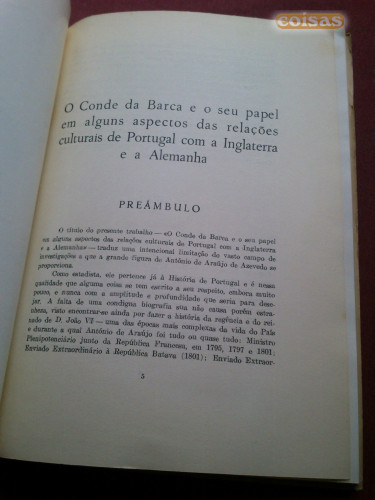 coisas
O Conde da Barca e o seu papel
em alguns aspectos das relações
culturais de Portugal com a Inglaterra
e a Alemanha
PREÂMBULO
O título do presente trabalho — «O Conde da Barca e o seu papel
em alguns aspectos das relações culturais de Portugal com a Inglaterra
e a Alemanha» — traduz uma intencional limitação do vasto campo de
investigações a que a grande figura de António de Araújo de Azevedo se
proporciona.
Como estadista, ele pertence já à História de Portugal e é nessa
qualidade que alguma coisa se tem escrito a seu respeito, embora muito
pouco, e nunca com a amplitude e profundidade que seria para dese-
jar. A falta de uma condigna biografia sua não causa porém estra-
nheza, visto encontrar-se ainda por fazer a história da regência e do rei-
nado de D. João VI — uma das épocas mais complexas da vida do País
e durante a qual António de Araújo foi tudo ou quase tudo: Ministro
Plenipotenciário junto da República Francesa, em 1795, 1797 e 1801;
Enviado Extraordinário à República Batava (1801); Enviado Extraor-
5